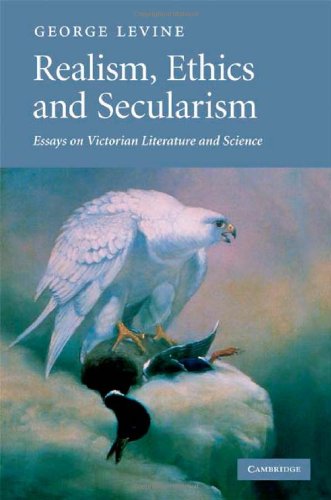 GEORGE LEVINE
Realism, Ethics
and Secularism
Essays on Victorian Literature and Science
CAMBRIDGE